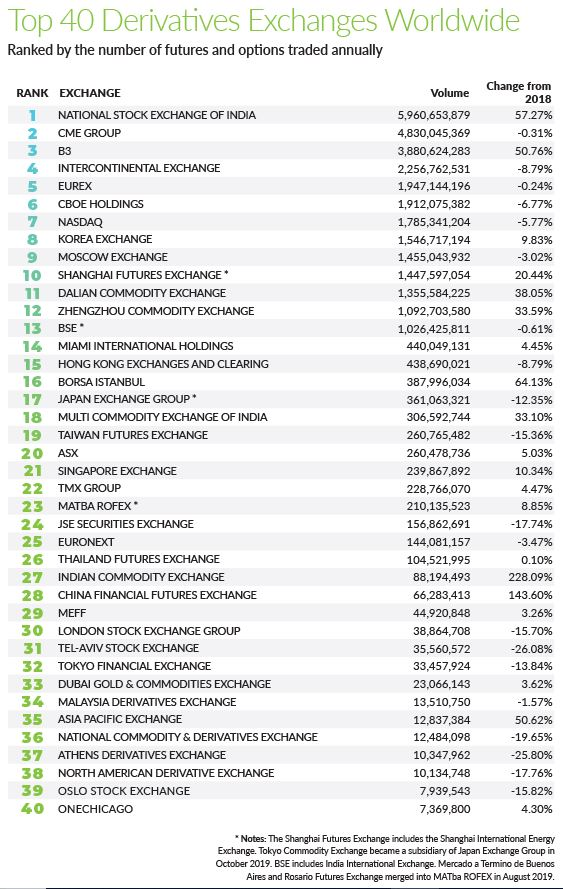 Top 40 Derivatives Exchanges Worldwide
Ranked by the number of futures and options traded annually
RANK EXCHANGE Volume Change from 2018
1 NATIONAL STOCK EXCHANGE OF INDIA 5,960,653,879 57.27%
2 CME GROUP 4,830,045,369 -0.31%
3 B3 3,880,624,283 50.76%
4 INTERCONTINENTAL EXCHANGE 2,256,762,531 -8.79%
5 EUREX 1,947,144,196 -0.24%
6 CBOE HOLDINGS 1,912,075,382 -6.77%
7 NASDAQ 1,785,341,204 -5.77%
8 KOREA EXCHANGE 1,546,717,194 9.83%
9 MOSCOW EXCHANGE 1,455,043,932 -3.02%
10 SHANGHAI FUTURES EXCHANGE * 1,447,597,054 20.44%
11 DALIAN COMMODITY EXCHANGE 1,355,584,225 38.05%
12 ZHENGZHOU COMMODITY EXCHANGE 1,092,703,580 33.59%
13 BSE * 1,026,425,811 -0.61%
14 MIAMI INTERNATIONAL HOLDINGS 440,049,131 4.45%
15 HONG KONG EXCHANGES AND CLEARING 438,690,021 -8.79%
16 BORSA ISTANBUL 387,996,034 64.13%
17 JAPAN EXCHANGE GROUP * 361,063,321 -12.35%
18 MULTI COMMODITY EXCHANGE OF INDIA 306,592,744 33.10%
19 TAIWAN FUTURES EXCHANGE 260,765,482 -15.36%
20 ASX 260,478,736 5.03%
21 SINGAPORE EXCHANGE 239,867,892 10.34%
22 TMX GROUP 228,766,070 4.47%
23 MATBA ROFEX * 210,135,523 8.85%
24 JSE SECURITIES EXCHANGE 156,862,691 -17.74%
25 EURONEXT 144,081,157 -3.47%
26 THAILAND FUTURES EXCHANGE 104,521,995 0.10%
27 INDIAN COMMODITY EXCHANGE 88,194,493 228.09%
28 CHINA FINANCIAL FUTURES EXCHANGE 66,283,413 143.60%
29 MEFF 44,920,848 3.26%
30 LONDON STOCK EXCHANGE GROUP 38,864,708 -15.70%
31 TEL-AVIV STOCK EXCHANGE 35,560,572 -26.08%
32 TOKYO FINANCIAL EXCHANGE 33,457,924 -13.84%
33 DUBAI GOLD & COMMODITIES EXCHANGE 23,066,143 3.62%
34 MALAYSIA DERIVATIVES EXCHANGE 13,510,750 -1.57%
35 ASIA PACIFIC EXCHANGE 12,837,384 50.62%
36 NATIONAL COMMODITY & DERIVATIVES EXCHANGE 12,484,098 -19.65%
37 ATHENS DERIVATIVES EXCHANGE 10,347,962 -25.80%
38 NORTH AMERICAN DERIVATIVE EXCHANGE 10,134,748 -17.76%
39 OSLO STOCK EXCHANGE 7,939,543 -15.82%
40 ONECHICAGO 7,369,800 4.30%
* Notes: The Shanghai Futures Exchange includes the Shanghai International Energy
Exchange. Tokyo Commodity Exchange became a subsidiary of Japan Exchange Group in
October 2019. BSE includes India International Exchange. Mercado a Termino de Buenos
Aires and Rosario Futures Exchange merged into MATba ROFEX in August 2019.